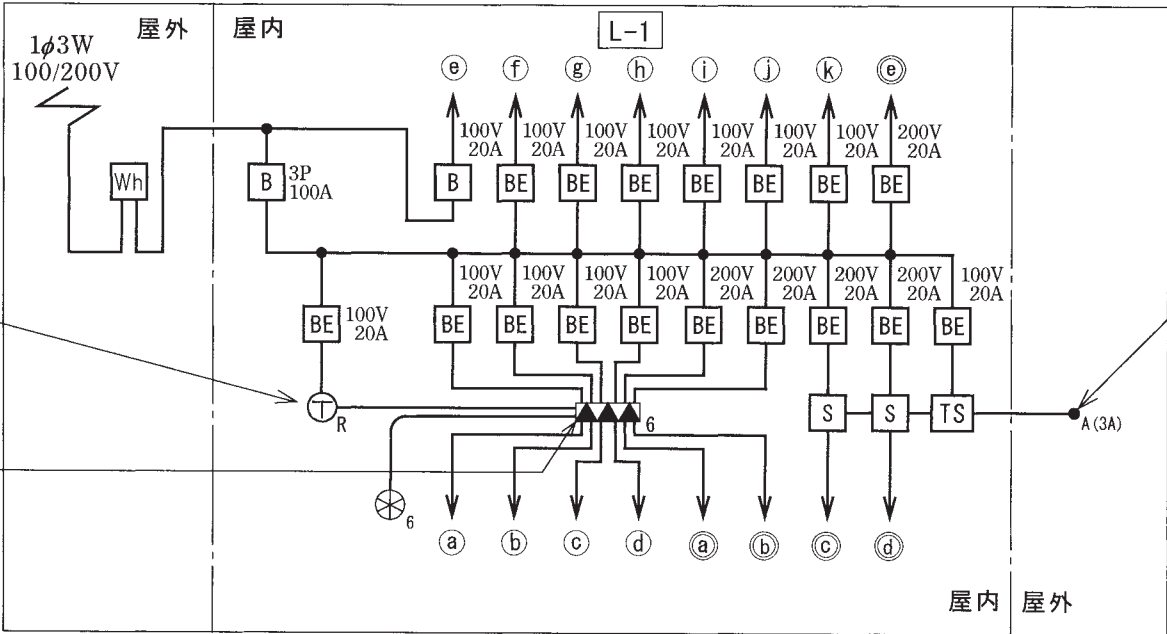 屋外 屋内 L-1
1φ3W
100/200V
ⓔ ⓕ ⓖ ⓗ ⓘ ⓙ ⓚ ⓔ
100V 100V 100V 100V 100V 100V 100V 200V
20A 20A 20A 20A 20A 20A 20A 20A
Wh B 3P B BE BE BE BE BE BE BE
100A
100V 100V 100V 100V 200V 200V 200V 200V 100V
20A 20A 20A 20A 20A 20A 20A 20A 20A
BE 100V BE BE BE BE BE BE BE BE BE
20A
T R S S TS
6 A(3A)
6
ⓐ ⓑ ⓒ ⓓ ⓐ ⓑ ⓒ ⓓ
屋内 屋外